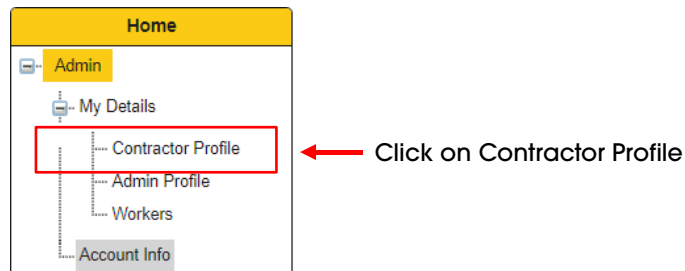 Home
Admin
My Details
Contractor Profile
Click on Contractor Profile
Admin Profile
Workers
Account Info